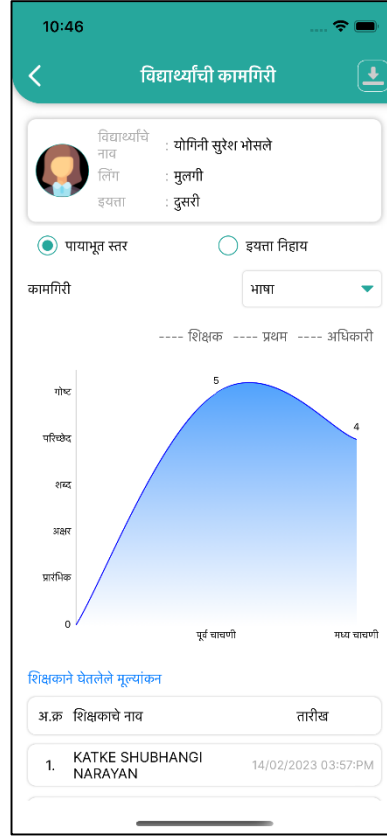 10:46
विद्यार्थ्यांची कामगिरी
विद्यार्थ्यांचे नाव : योगिनी सुरेश भोसले
लिंग : मुलगी
इयत्ता : दुसरी
पायाभूत स्तर
इयत्ता निहाय
कामगिरी
भाषा
---- शिक्षक ---- प्रथम ---- अधिकारी
गोष्ट
परिच्छेद
शब्द
अक्षर
प्रारंभिक
0
5
4
पूर्व चाचणी
मध्य चाचणी
शिक्षकाने घेतलेले मूल्यांकन
अ.क्र शिक्षकाचे नाव तारीख
1. KATKE SHUBHANGI NARAYAN 14/02/2023 03:57:PM